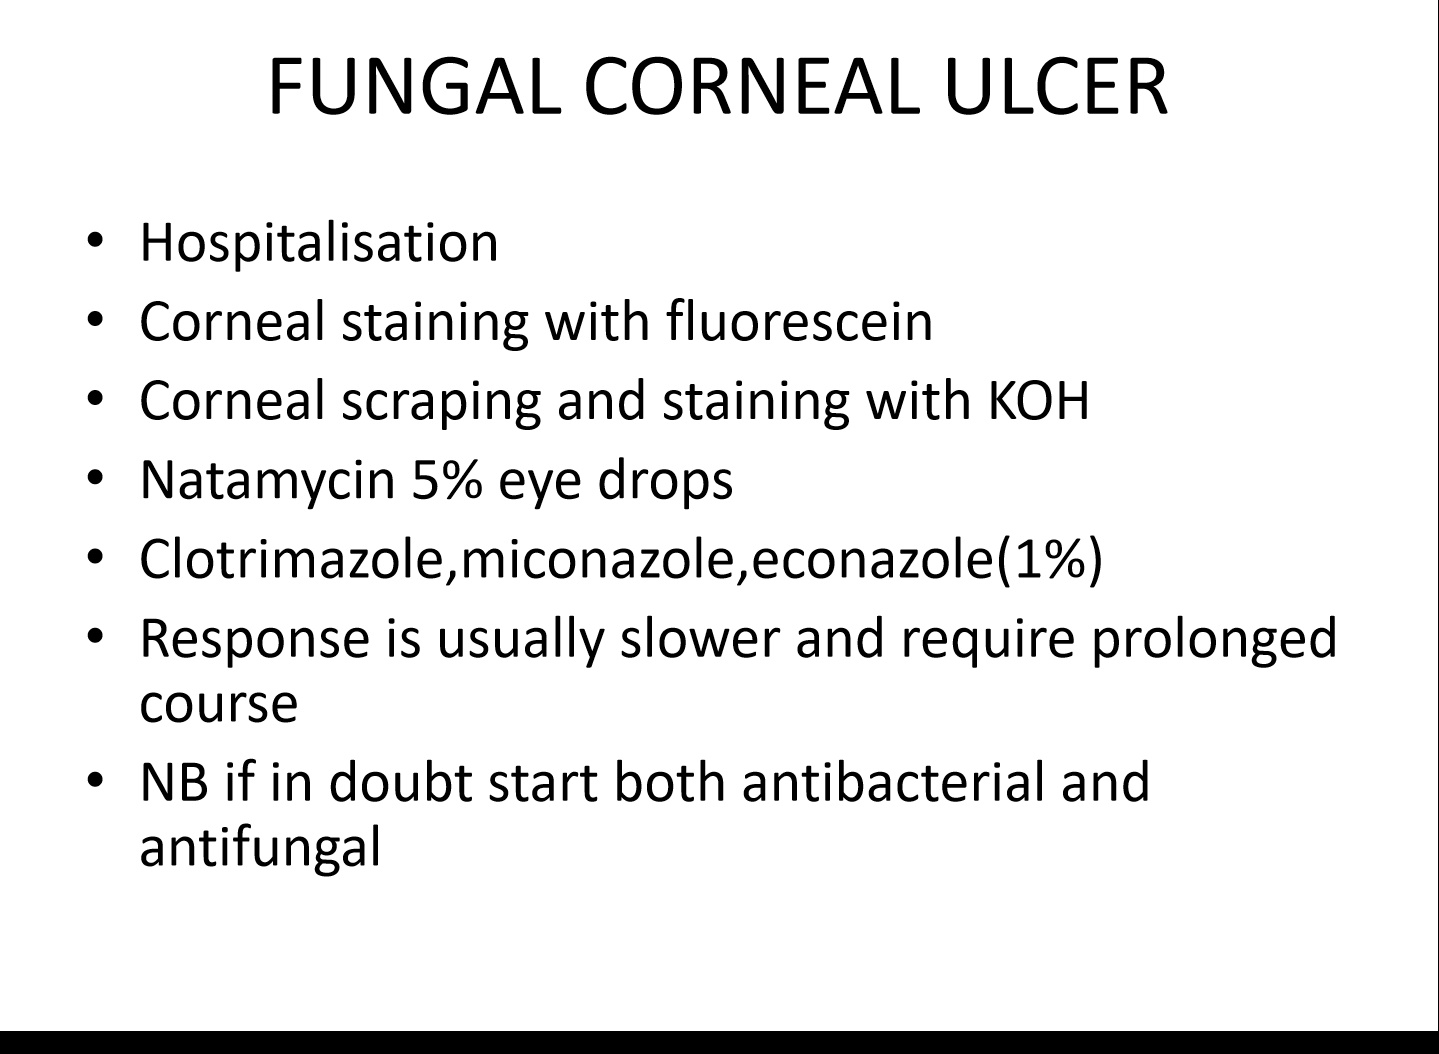 FUNGAL CORNEAL ULCER
• Hospitalisation
• Corneal staining with fluorescein
• Corneal scraping and staining with KOH
• Natamycin 5% eye drops
• Clotrimazole,miconazole,econazole(1%)
• Response is usually slower and require prolonged
course
• NB if in doubt start both antibacterial and
antifungal